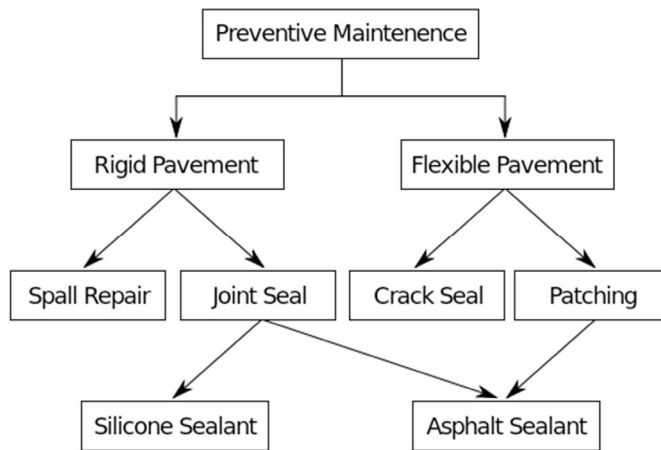 Preventive Maintenence
Rigid Pavement
Flexible Pavement
Spall Repair
Joint Seal
Crack Seal
Patching
Silicone Sealant
Asphalt Sealant